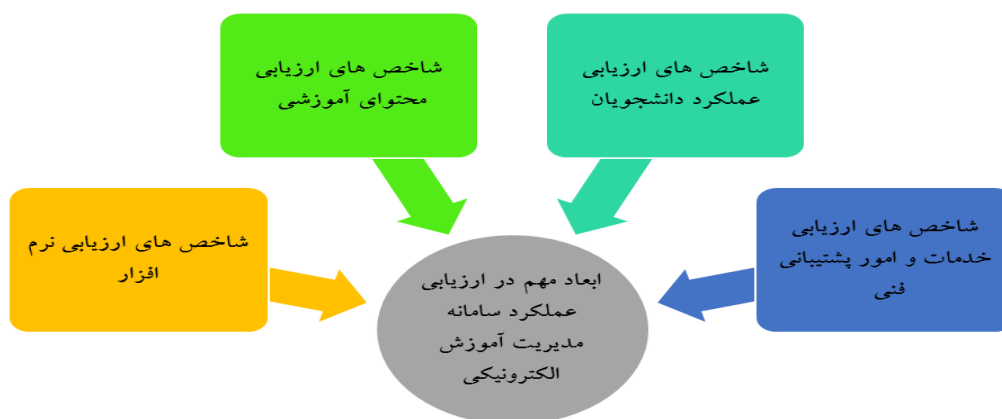 شاخص های ارزیابی
عملکرد دانشجویان
شاخص های ارزیابی
محتوای آموزشی
شاخص های ارزیابی
خدمات و امور پشتیبانی
فنی
شاخص های ارزیابی نرم
افزار
ابعاد مهم در ارزیابی
عملکرد سامانه
مدیریت آموزش
الکترونیکی